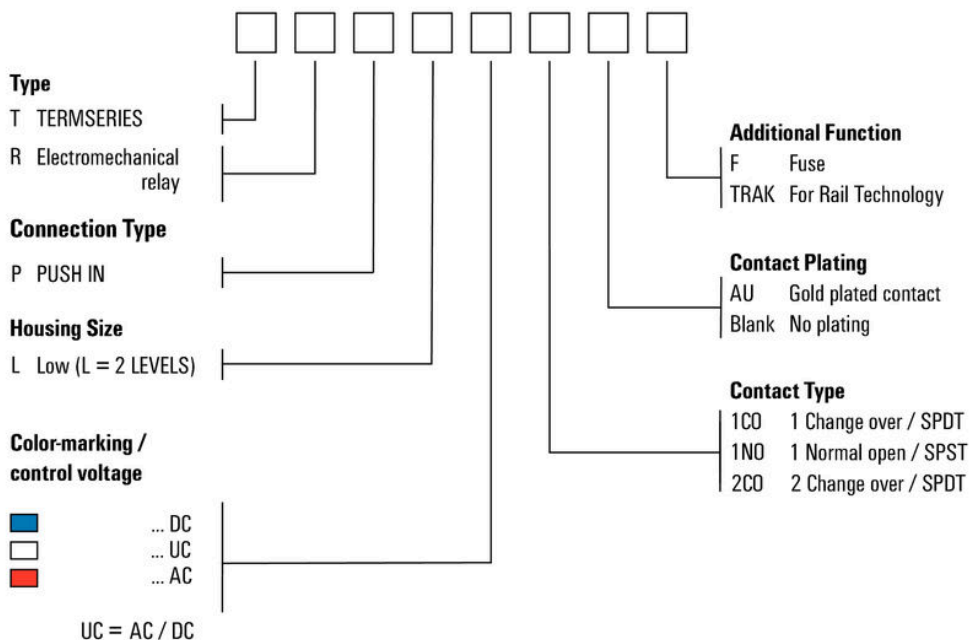 Type
T TERMSERIES
R Electromechanical
relay
Connection Type
P PUSH IN
Housing Size
L Low (L = 2 LEVELS)
Color-marking /
control voltage
... DC
... UC
... AC
UC = AC / DC
Additional Function
F Fuse
TRAK For Rail Technology
Contact Plating
AU Gold plated contact
Blank No plating
Contact Type
1CO 1 Change over / SPDT
1NO 1 Normal open / SPST
2CO 2 Change over / SPDT